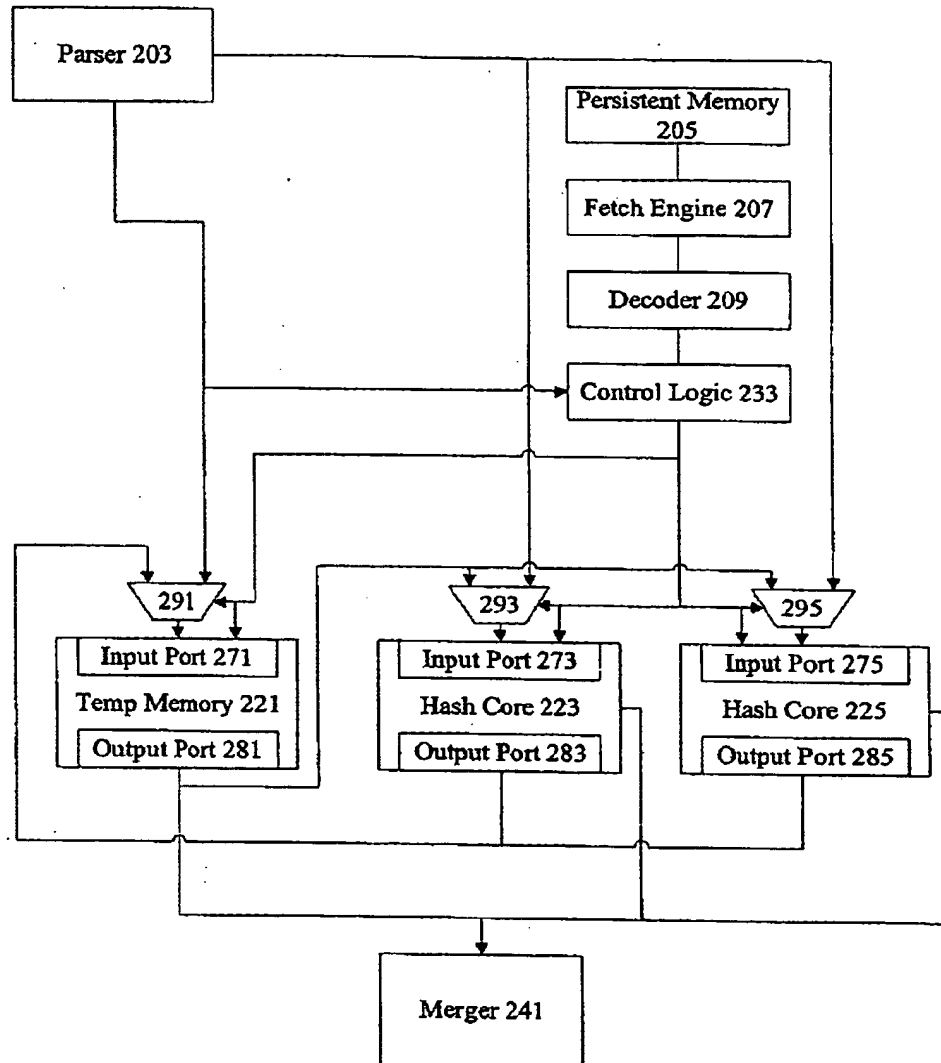 Parser 203
Persistent Memory
205
Fetch Engine 207
Decoder 209
Control Logic 233
291
293
295
Input Port 271
Temp Memory 221
Output Port 281
Input Port 273
Hash Core 223
Output Port 283
Input Port 275
Hash Core 225
Output Port 285
Merger 241